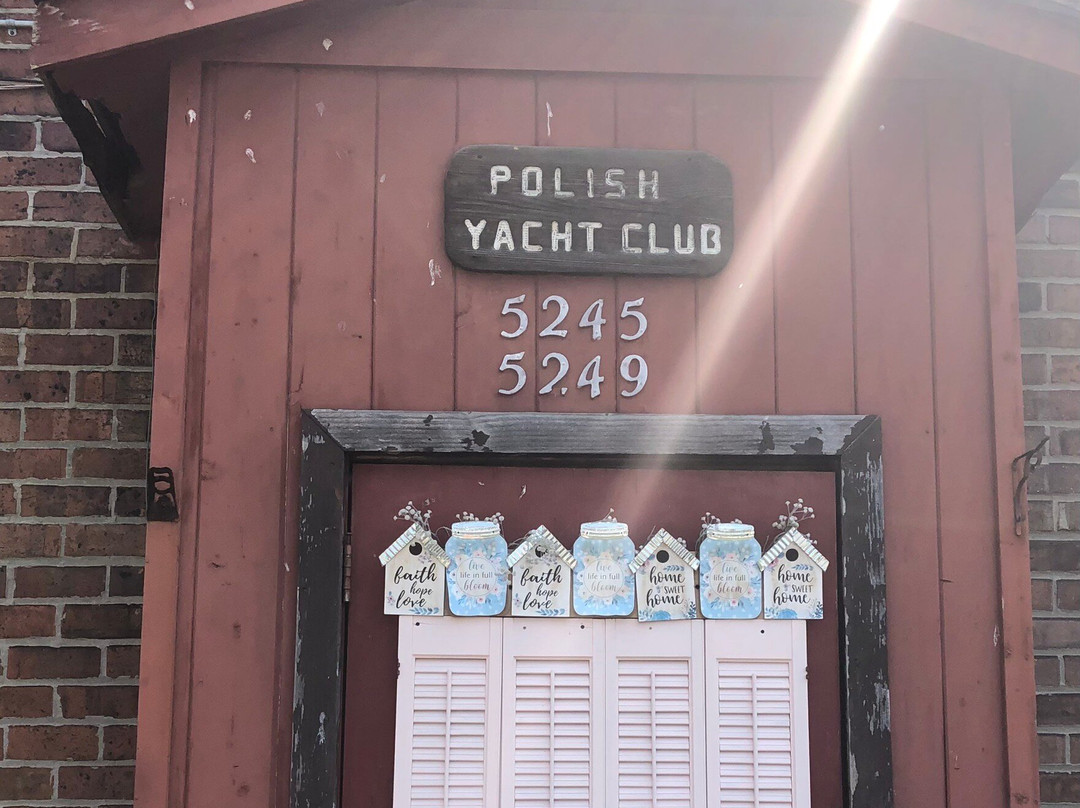 POLISH
YACHT CLUB
5245
5249
faith
hope
love
live
life in full
bloom
faith
hope
love
live
life in full
bloom
home
SWEET
home
live
life in full
bloom
home
SWEET
home